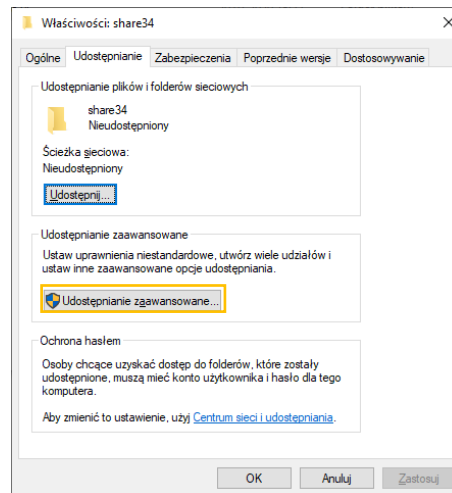 Właściwości: share34
Ogólne Udostępnianie Zabezpieczenia Poprzednie wersje Dostosowywanie
Udostępnianie plików i folderów sieciowych
share34
Nieudostępniony
Ścieżka sieciowa:
Nieudostępniony
Udostępnij...
Udostępnianie zaawansowane
Ustaw uprawnienia niestandardowe, utwórz wiele udziałów i
ustaw inne zaawansowane opcje udostępniania.
Udostępnianie zaawansowane...
Ochrona hasłem
Osoby chcące uzyskać dostęp do folderów, które zostały
udostępnione, muszą mieć konto użytkownika i hasło dla tego
komputera.
Aby zmienić to ustawienie, użyj Centrum sieci i udostępniania.
OK Anuluj Zastosuj